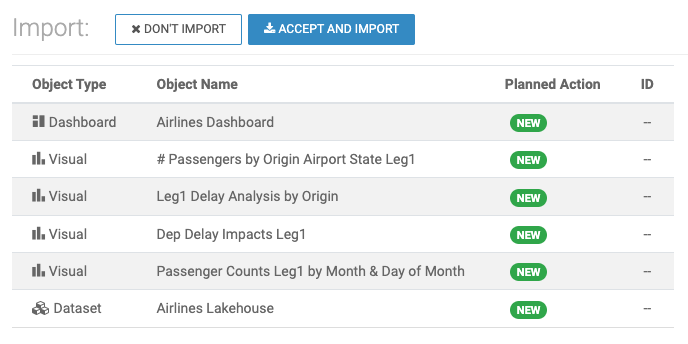 Import: DON'T IMPORT ACCEPT AND IMPORT
Object Type Object Name Planned Action ID
Dashboard Airlines Dashboard NEW --
Visual # Passengers by Origin Airport State Leg1 NEW --
Visual Leg1 Delay Analysis by Origin NEW --
Visual Dep Delay Impacts Leg1 NEW --
Visual Passenger Counts Leg1 by Month & Day of Month NEW --
Dataset Airlines Lakehouse NEW --